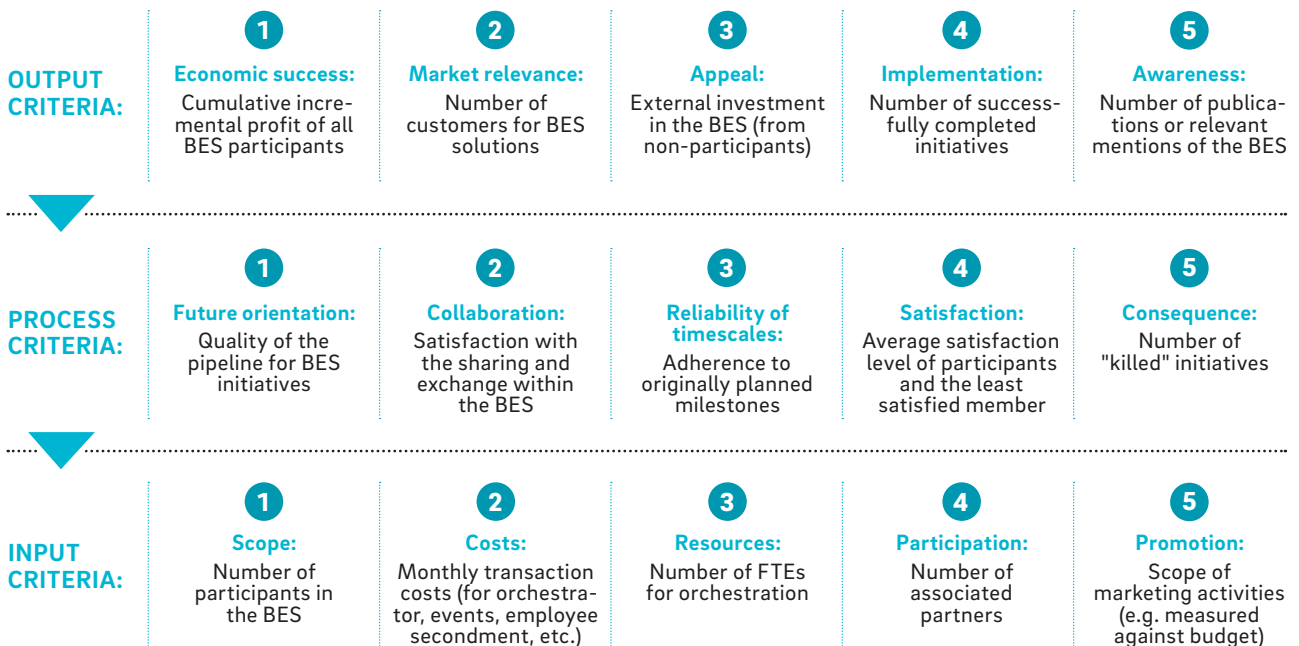 OUTPUT
CRITERIA:
1
Economic success:
Cumulative incre-
mental profit of all
BES participants
2
Market relevance:
Number of
customers for BES
solutions
3
Appeal:
External investment
in the BES (from
non-participants)
4
Implementation:
Number of success-
fully completed
initiatives
5
Awareness:
Number of publica-
tions or relevant
mentions of the BES
PROCESS
CRITERIA:
1
Future orientation:
Quality of the
pipeline for BES
initiatives
2
Collaboration:
Satisfaction with
the sharing and
exchange within
the BES
3
Reliability of
timescales:
Adherence to
originally planned
milestones
4
Satisfaction:
Average satisfaction
level of participants
and the least
satisfied member
5
Consequence:
Number of
"killed" initiatives
INPUT
CRITERIA:
1
Scope:
Number of
participants in
the BES
2
Costs:
Monthly transaction
costs (for orchestra-
tor, events, employee
secondment, etc.)
3
Resources:
Number of FTEs
for orchestration
4
Participation:
Number of
associated
partners
5
Promotion:
Scope of
marketing activities
(e.g. measured
against budget)